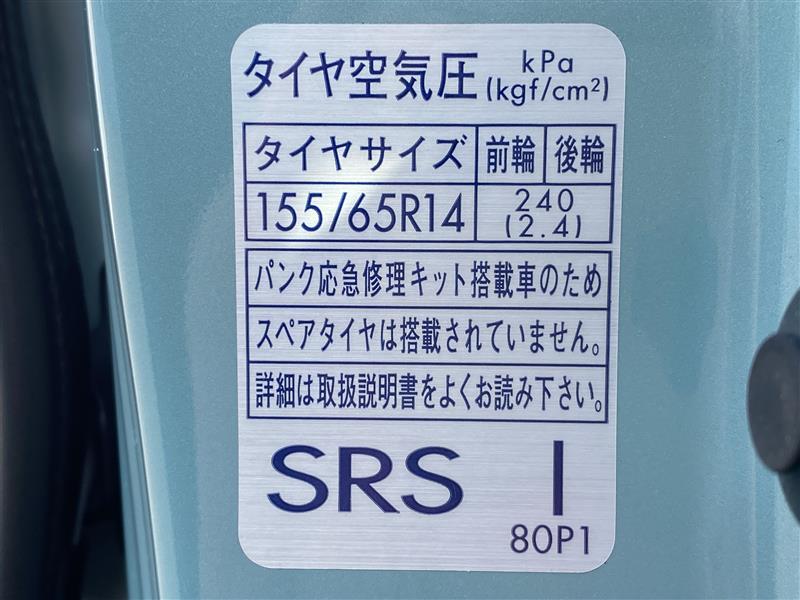 タイヤ空気圧 kPa (kgf/cm²)
タイヤサイズ 前輪 後輪
155/65R14 240 (2.4)
パンク応急修理キット搭載車のため
スペアタイヤは搭載されていません。
詳細は取扱説明書をよくお読み下さい。
SRS I
80P1